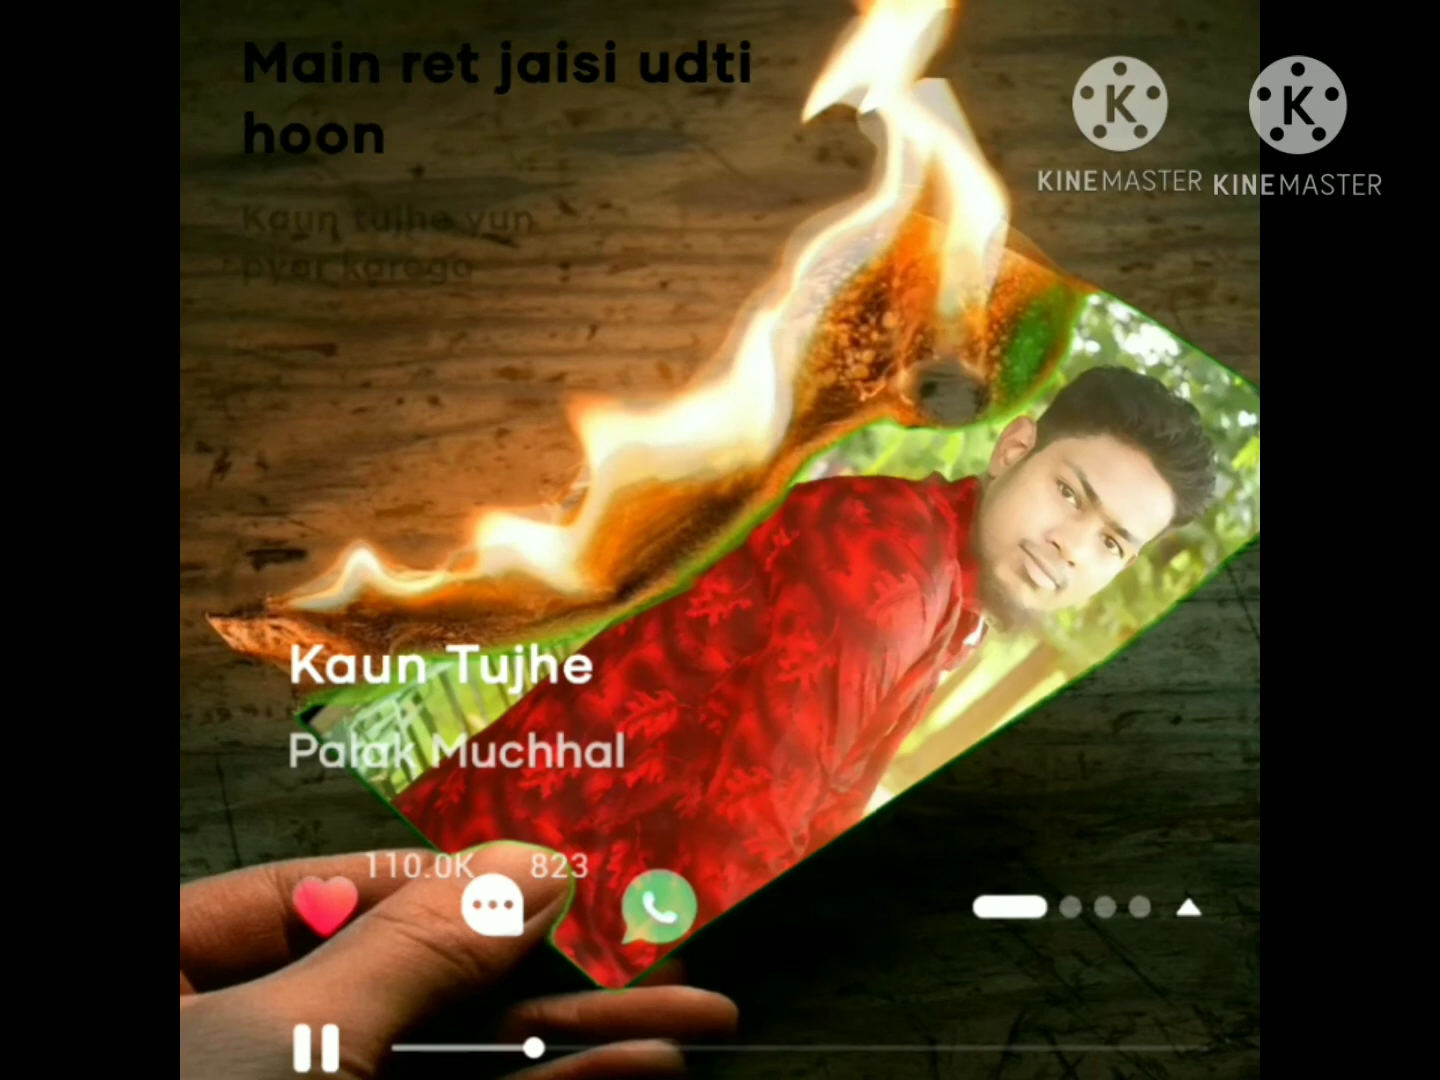 Main ret jaisi udti
hoon
Kaun tujhe yun
pyar karega
KINEMASTER
KINEMASTER
Kaun Tujhe
Palak Muchhal
110.0K
823